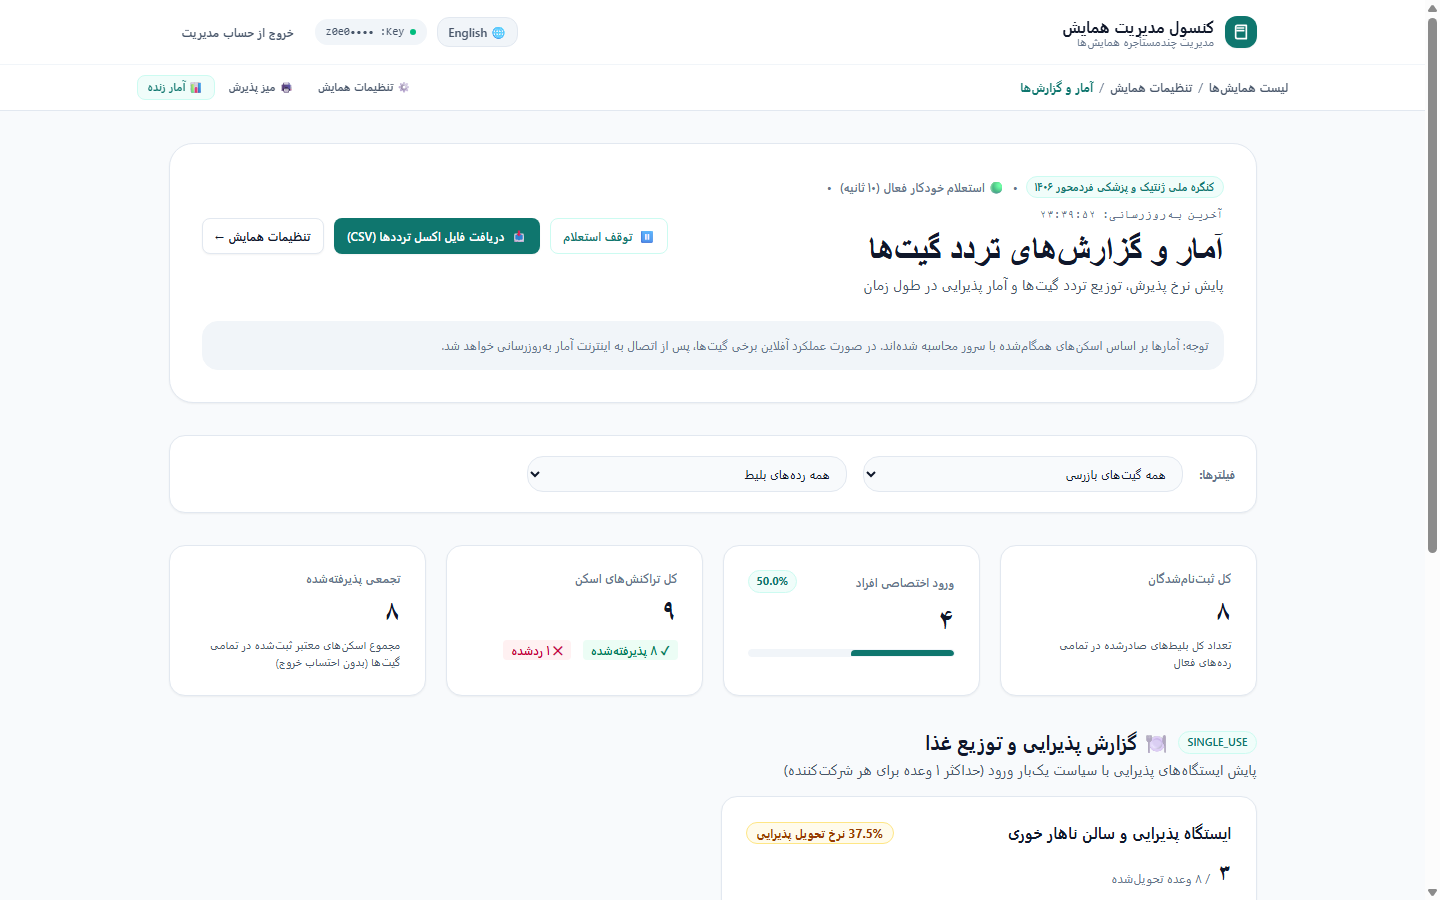 کنسول مدیریت همایش
مدیریت چندمستأجره همایش‌ها
English
Key: z0e0••••
خروج از حساب مدیریت
لیست همایش‌ها / تنظیمات همایش / آمار و گزارش‌ها
تنظیمات همایش
میز پذیرش
آمار زنده
کنگره ملی ژنتیک و پزشکی فردمحور ۱۴۰۶
• استعلام خودکار فعال (۱۰ ثانیه) •
آخرین به‌روزرسانی: ۲۳:۳۹:۵۲
آمار و گزارش‌های تردد گیت‌ها
پایش نرخ پذیرش، توزیع تردد گیت‌ها و آمار پذیرایی در طول زمان
توقف استعلام
دریافت فایل اکسل ترددها (CSV)
تنظیمات همایش ←
توجه: آمارها بر اساس اسکن‌های همگام‌شده با سرور محاسبه شده‌اند. در صورت عملکرد آفلاین برخی گیت‌ها، پس از اتصال به اینترنت آمار به‌روزرسانی خواهد شد.
فیلترها:
همه گیت‌های بازرسی
همه رده‌های بلیط
کل ثبت‌نام‌شدگان
۸
تعداد کل بلیط‌های صادرشده در تمامی
رده‌های فعال
ورود اختصاصی افراد
50.0%
۴
کل تراکنش‌های اسکن
۹
✓ ۸ پذیرفته‌شده
✕ ۱ ردشده
تجمعی پذیرفته‌شده
۸
مجموع اسکن‌های معتبر ثبت‌شده در تمامی
گیت‌ها (بدون احتساب خروج)
SINGLE_USE
گزارش پذیرایی و توزیع غذا
پایش ایستگاه‌های پذیرایی با سیاست یک‌بار ورود (حداکثر ۱ وعده برای هر شرکت‌کننده)
ایستگاه پذیرایی و سالن ناهار خوری
37.5% نرخ تحویل پذیرایی
۳ / ۸ وعده تحویل‌شده